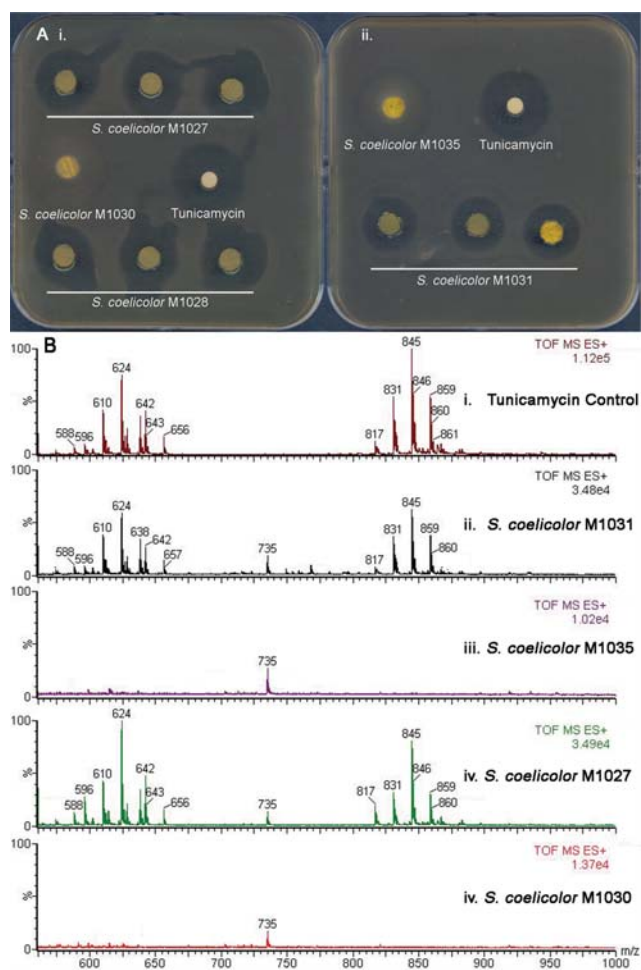 A i.
S. coelicolor M1027
S. coelicolor M1030
Tunicamycin
S. coelicolor M1028
ii.
S. coelicolor M1035
Tunicamycin
S. coelicolor M1031
B
100
%
0
588
596
610
624
642
643
656
817
831
845
846
859
860
861
TOF MS ES+
1.12e5
i. Tunicamycin Control
100
%
0
588
596
610
624
638
642
657
735
817
831
845
859
860
TOF MS ES+
3.48e4
ii. S. coelicolor M1031
100
%
0
735
TOF MS ES+
1.02e4
iii. S. coelicolor M1035
100
%
0
588
596
610
624
642
643
656
735
817
831
845
846
859
860
TOF MS ES+
3.49e4
iv. S. coelicolor M1027
100
%
0
735
TOF MS ES+
1.37e4
iv. S. coelicolor M1030
600 650 700 750 800 850 900 950 1000
m/z